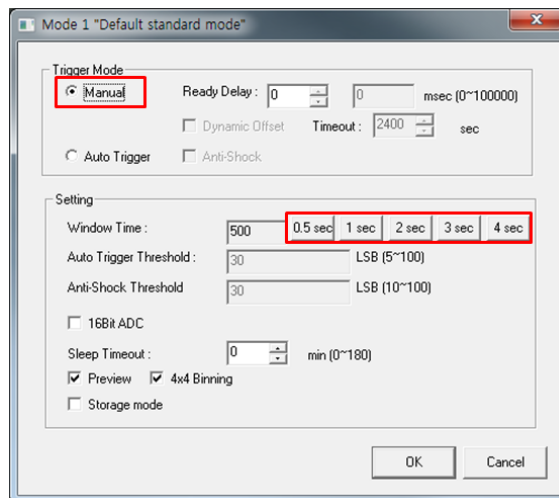 Mode 1 "Default standard mode"
Trigger Mode
Manual Ready Delay : 0 0 msec (0~100000)
Dynamic Offset Timeout : 2400 sec
Auto Trigger Anti-Shock
Setting
Window Time : 500 0.5 sec 1 sec 2 sec 3 sec 4 sec
Auto Trigger Threshold : 30 LSB (5~100)
Anti-Shock Threshold 30 LSB (10~100)
16Bit ADC
Sleep Timeout : 0 min (0~180)
Preview 4x4 Binning
Storage mode
OK Cancel